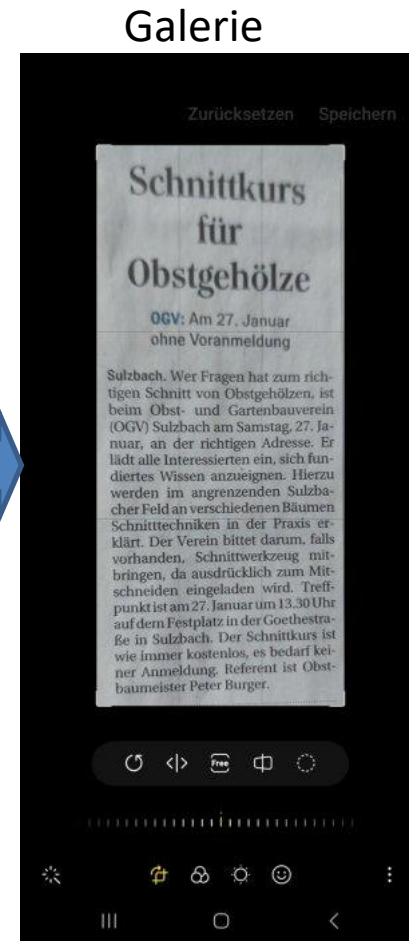 Galerie
Zurücksetzen Speichern
Schnittkurs
für
Obstgehölze
OGV: Am 27. Januar
ohne Voranmeldung
Sulzbach. Wer Fragen hat zum rich-
tigen Schnitt von Obstgehölzen, ist
beim Obst- und Gartenbauverein
(OGV) Sulzbach am Samstag, 27. Ja-
nuar, an der richtigen Adresse. Er
lädt alle Interessierten ein, sich fun-
diertes Wissen anzueignen. Hierzu
werden im angrenzenden Sulzba-
cher Feld an verschiedenen Bäumen
Schnitttechniken in der Praxis er-
klärt. Der Verein bittet darum, falls
vorhanden, Schnittwerkzeug mit-
bringen, da ausdrücklich zum Mit-
schneiden eingeladen wird. Treff-
punkt ist am 27. Januar um 13.30 Uhr
auf dem Festplatz in der Goethestra-
ße in Sulzbach. Der Schnittkurs ist
wie immer kostenlos, es bedarf kei-
ner Anmeldung. Referent ist Obst-
baumeister Peter Burger.
Free